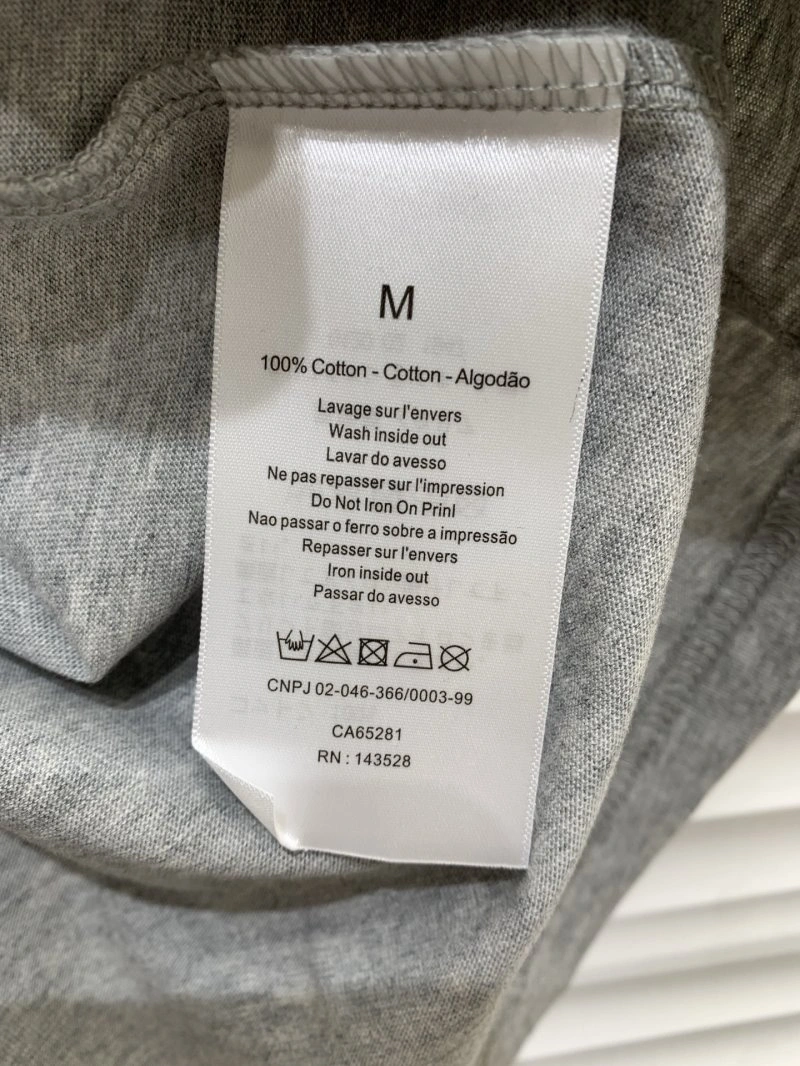 M
100% Cotton - Cotton - Algodão
Lavage sur l'envers
Wash inside out
Lavar do avesso
Ne pas repasser sur l'impression
Do Not Iron On Prinl
Nao passar o ferro sobre a impressão
Repasser sur l'envers
Iron inside out
Passar do avesso
CNPJ 02-046-366/0003-99
CA65281
RN : 143528